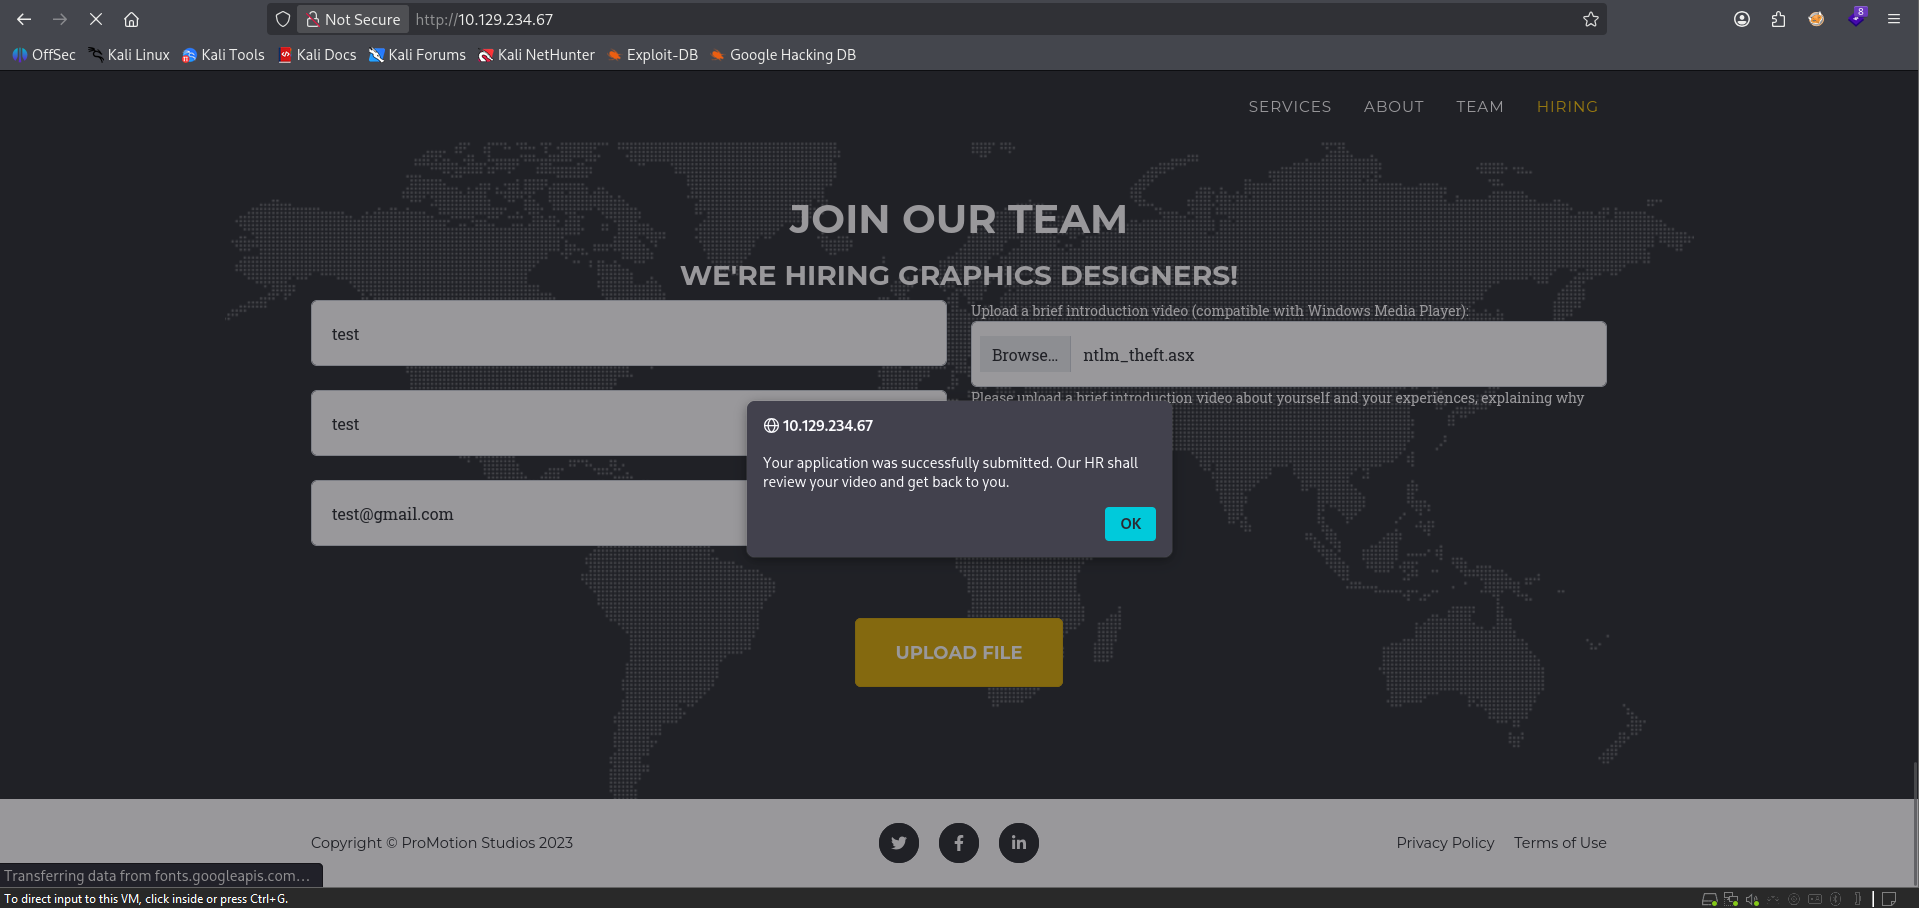 Not Secure http://10.129.234.67
8
OffSec Kali Linux Kali Tools Kali Docs Kali Forums Kali NetHunter Exploit-DB Google Hacking DB
SERVICES ABOUT TEAM HIRING
JOIN OUR TEAM
WE'RE HIRING GRAPHICS DESIGNERS!
test
test
test@gmail.com
Upload a brief introduction video (compatible with Windows Media Player):
Browse... ntlm_theft.asx
Please upload a brief introduction video about yourself and your experiences, explaining why
10.129.234.67
Your application was successfully submitted. Our HR shall
review your video and get back to you.
OK
UPLOAD FILE
Copyright © ProMotion Studios 2023
Privacy Policy Terms of Use
Transferring data from fonts.googleapis.com...
To direct input to this VM, click inside or press Ctrl+G.